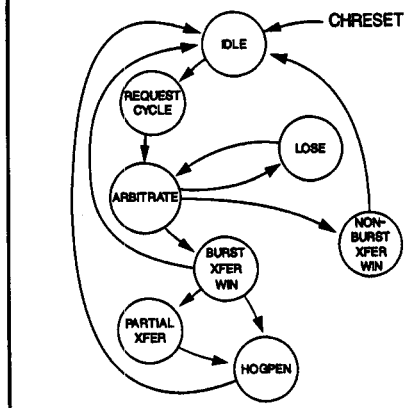 CHRESET
IDLE
REQUEST
CYCLE
LOSE
ARBITRATE
NON-
BURST
XFER
WIN
BURST
XFER
WIN
PARTIAL
XFER
HOGPEN